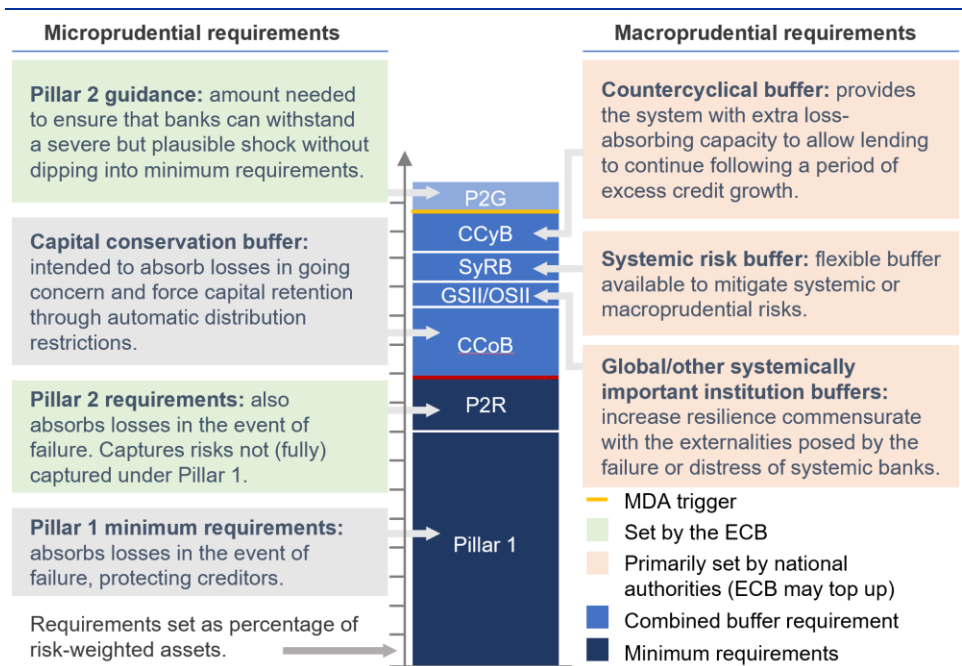 Microprudential requirements
Pillar 2 guidance: amount needed
to ensure that banks can withstand
a severe but plausible shock without
dipping into minimum requirements.
Capital conservation buffer:
intended to absorb losses in going
concern and force capital retention
through automatic distribution
restrictions.
Pillar 2 requirements: also
absorbs losses in the event of
failure. Captures risks not (fully)
captured under Pillar 1.
Pillar 1 minimum requirements:
absorbs losses in the event of
failure, protecting creditors.
Requirements set as percentage of
risk-weighted assets.
P2G
CCyB
SyRB
GSII/OSII
CCoB
P2R
Pillar 1
Macroprudential requirements
Countercyclical buffer: provides
the system with extra loss-
absorbing capacity to allow lending
to continue following a period of
excess credit growth.
Systemic risk buffer: flexible buffer
available to mitigate systemic or
macroprudential risks.
Global/other systemically
important institution buffers:
increase resilience commensurate
with the externalities posed by the
failure or distress of systemic banks.
MDA trigger
Set by the ECB
Primarily set by national
authorities (ECB may top up)
Combined buffer requirement
Minimum requirements